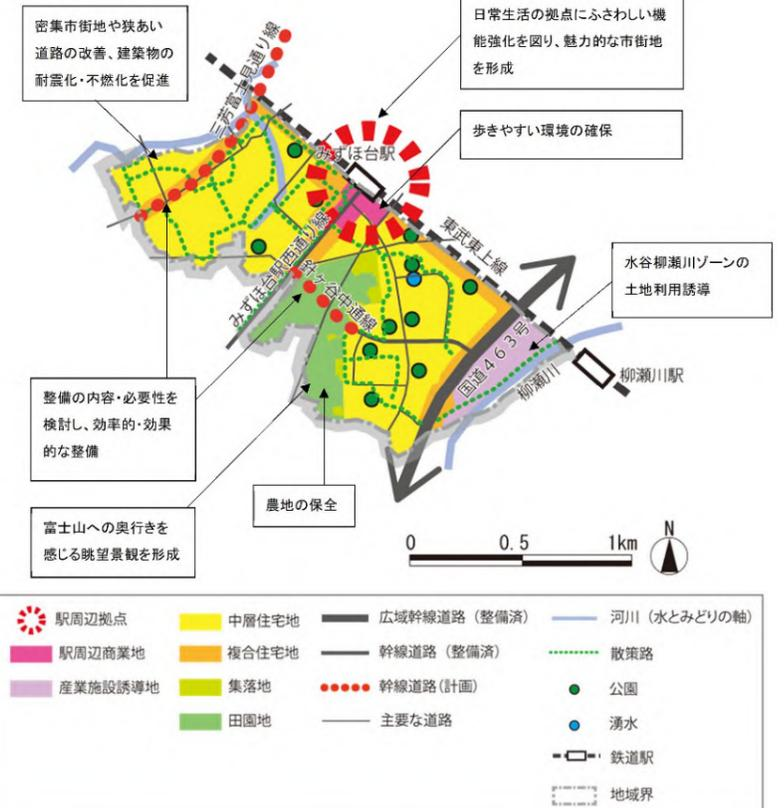 密集市街地や狭あい
道路の改善、建築物の
耐震化・不燃化を促進
日常生活の拠点にふさわしい機
能強化を図り、魅力的な市街地
を形成
歩きやすい環境の確保
三芳富士見通り線
みずほ台駅
東武東上線
水谷柳瀬川ゾーンの
土地利用誘導
みずほ台駅西通り線
針ヶ谷中通線
国道463号
柳瀬川
柳瀬川駅
整備の内容・必要性を
検討し、効率的・効果
的な整備
農地の保全
富士山への奥行きを
感じる眺望景観を形成
0 0.5 1km
N
駅周辺拠点
駅周辺商業地
産業施設誘導地
中層住宅地
複合住宅地
集落地
田園地
広域幹線道路（整備済）
幹線道路（整備済）
幹線道路（計画）
主要な道路
河川（水とみどりの軸）
散策路
公園
湧水
鉄道駅
地域界